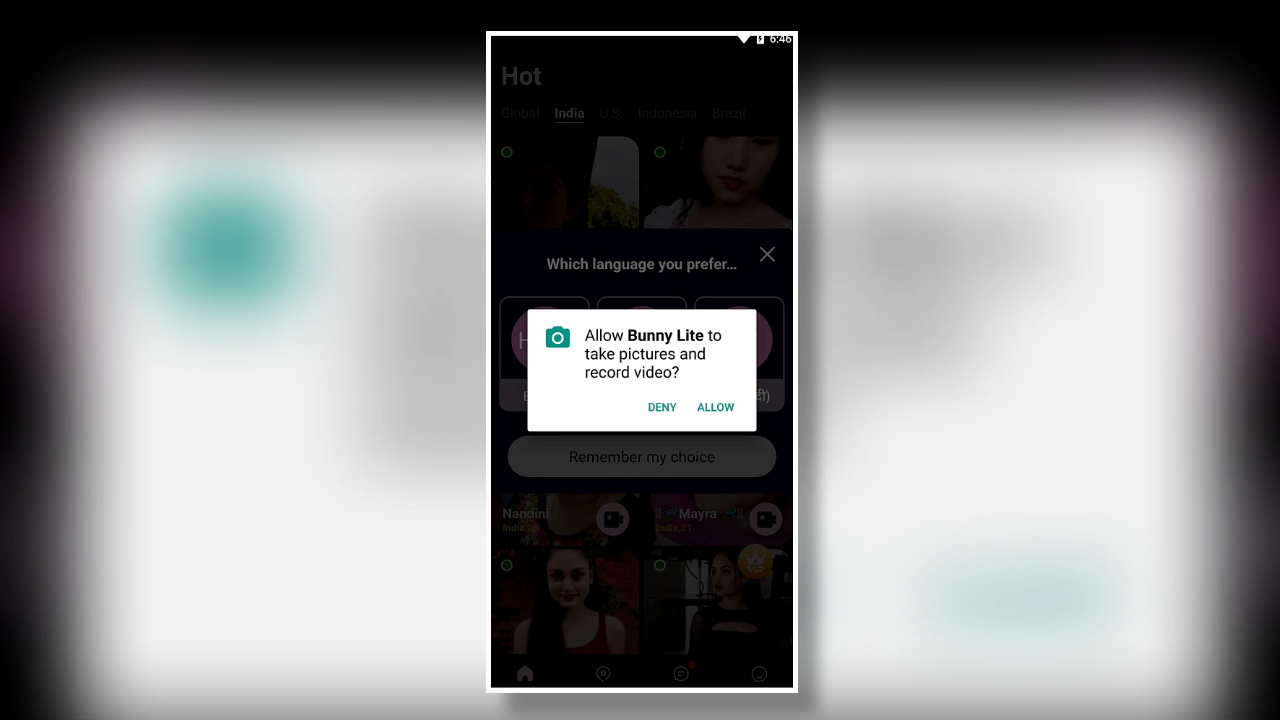 6:46
Hot
Global India U.S. Indonesia Brazil
Which language you prefer...
Allow Bunny Lite to
take pictures and
record video?
DENY ALLOW
Remember my choice
Nandini
Mayra
India,21
VIP